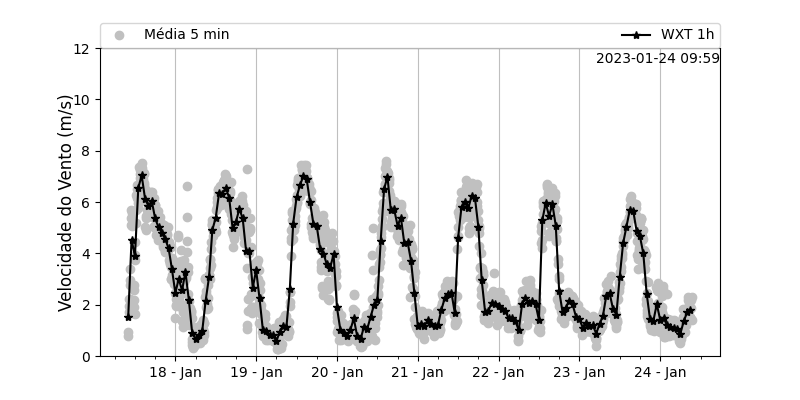 Média 5 min
WXT 1h
2023-01-24 09:59
Velocidade do Vento (m/s)
12
10
8
6
4
2
0
18 - Jan
19 - Jan
20 - Jan
21 - Jan
22 - Jan
23 - Jan
24 - Jan